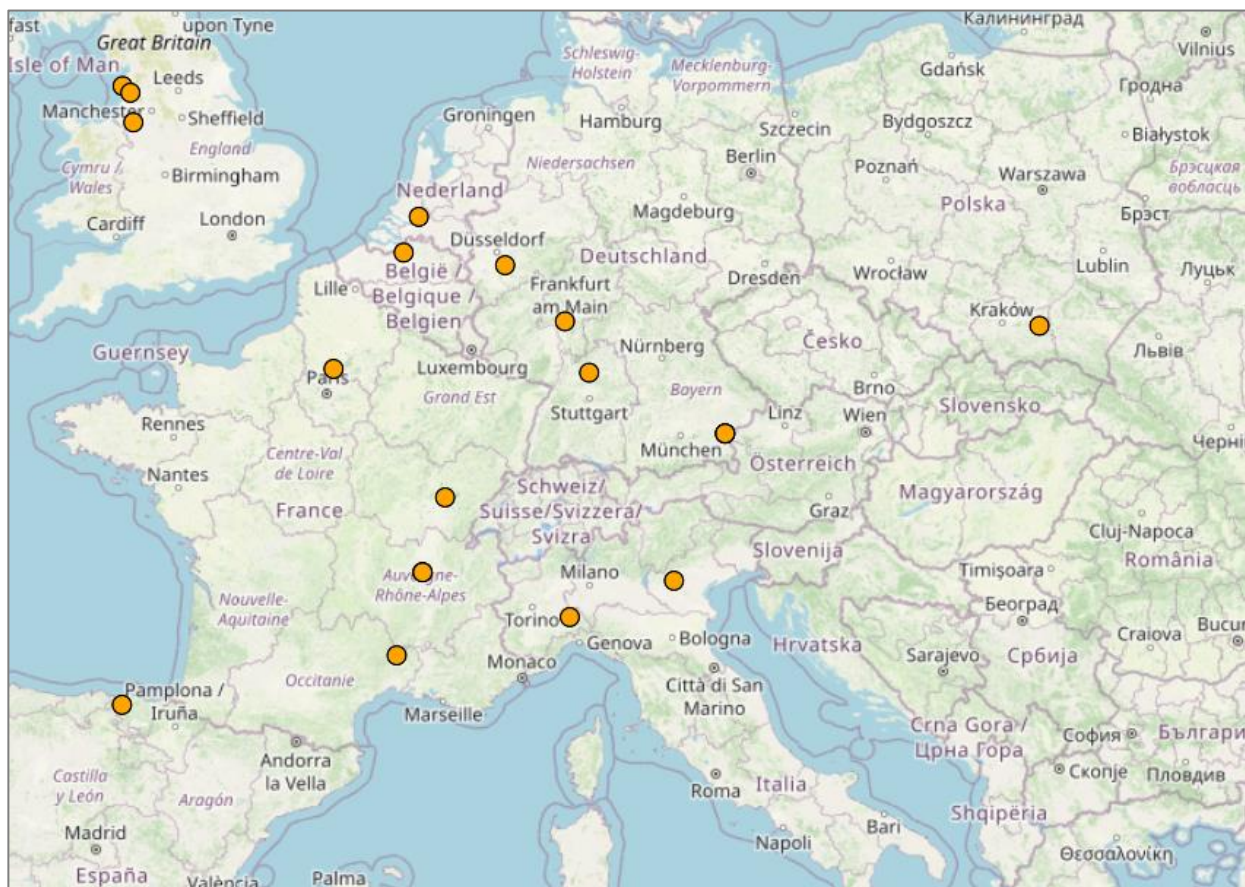 fast
upon Tyne
Great Britain
Isle of Man
Leeds
Manchester
Sheffield
England
Cymru /
Wales
Birmingham
Cardiff
London
Калининград
Vilnius
Schleswig-
Holstein
Mecklenburg-
Vorpommern
Gdańsk
Гродна
Groningen
Hamburg
Szczecin
Bydgoszcz
Białystok
Niedersachsen
Berlin
Poznań
Warszawa
Брэсцкая
вобласць
Nederland
Magdeburg
Polska
Брэст
Düsseldorf
Deutschland
Dresden
Wrocław
Lublin
Луцьк
België /
Belgique /
Belgien
Lille
Frankfurt
am Main
Kraków
Львів
Guernsey
Luxembourg
Nürnberg
Česko
Paris
Grand Est
Bayern
Brno
Slovensko
Stuttgart
Linz
Wien
Rennes
München
Österreich
Черні
Centre-Val
de Loire
Nantes
France
Schweiz/
Suisse/Svizzera/
Svizra
Magyarország
Graz
Cluj-Napoca
România
Slovenija
Auvergne-
Rhône-Alpes
Milano
Timișoara
Nouvelle-
Aquitaine
Torino
Београд
Bucur
Genova
Bologna
Hrvatska
Craiova
Monaco
Sarajevo
Србија
Occitanie
Pamplona /
Iruña
Marseille
Città di San
Marino
Crna Gora /
Црна Гора
София
Българи
Andorra
la Vella
Скопје
Пловдив
Castilla
y León
Aragón
Roma
Italia
Shqipëria
Madrid
Napoli
Bari
Θεσσαλονίκη
España
València
Palma